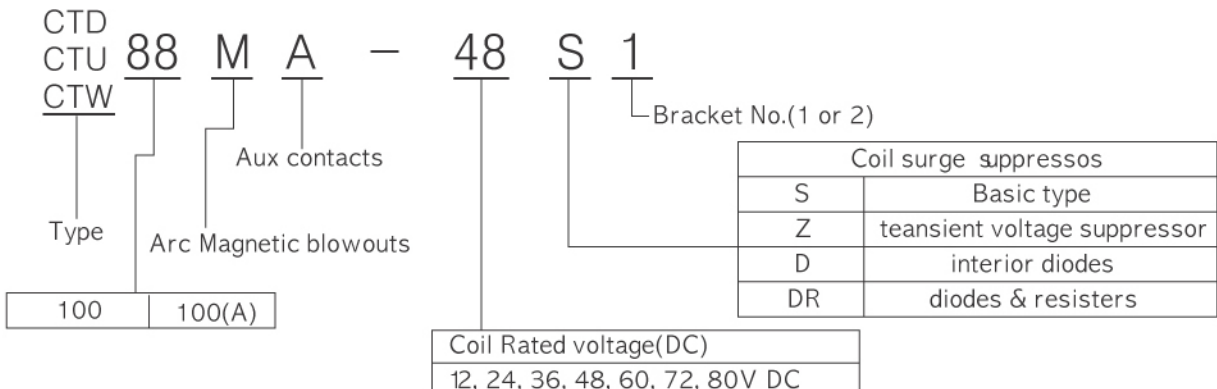 CTD
CTU
CTW
88 M A - 48 S 1
Bracket No.(1 or 2)
Aux contacts
Type
Arc Magnetic blowouts
100 100(A)
Coil surge suppressos
S Basic type
Z teansient voltage suppressor
D interior diodes
DR diodes & resisters
Coil Rated voltage(DC)
12, 24, 36, 48, 60, 72, 80V DC